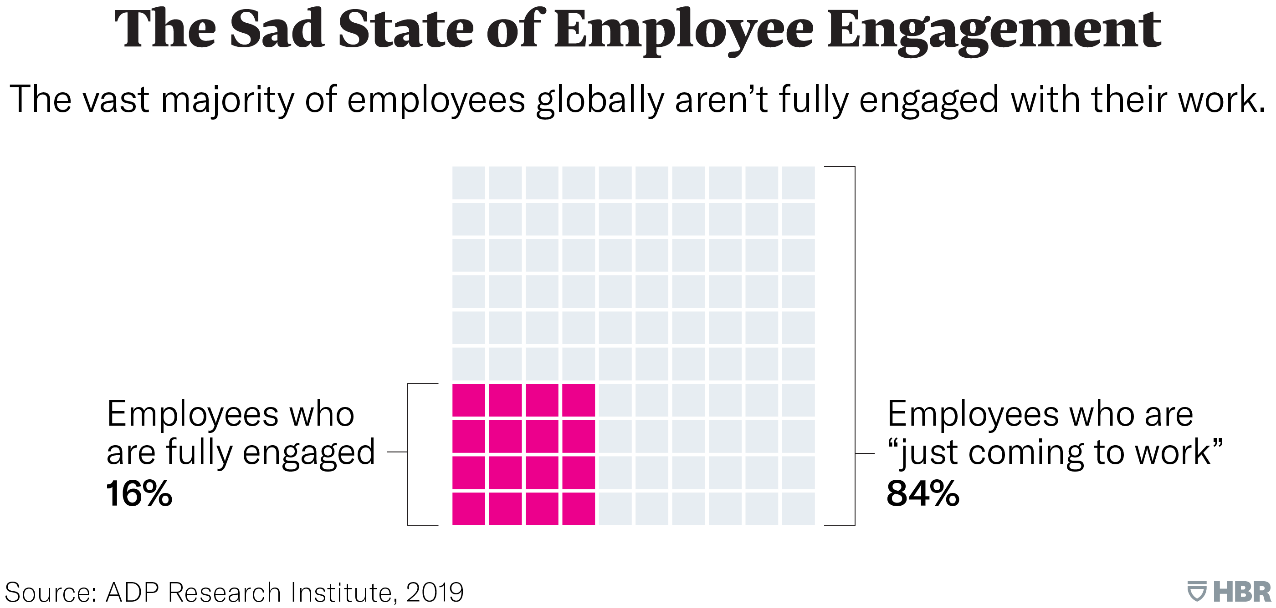 The Sad State of Employee Engagement
The vast majority of employees globally aren’t fully engaged with their work.
Employees who
are fully engaged
16%
Employees who are
“just coming to work”
84%
Source: ADP Research Institute, 2019
HBR